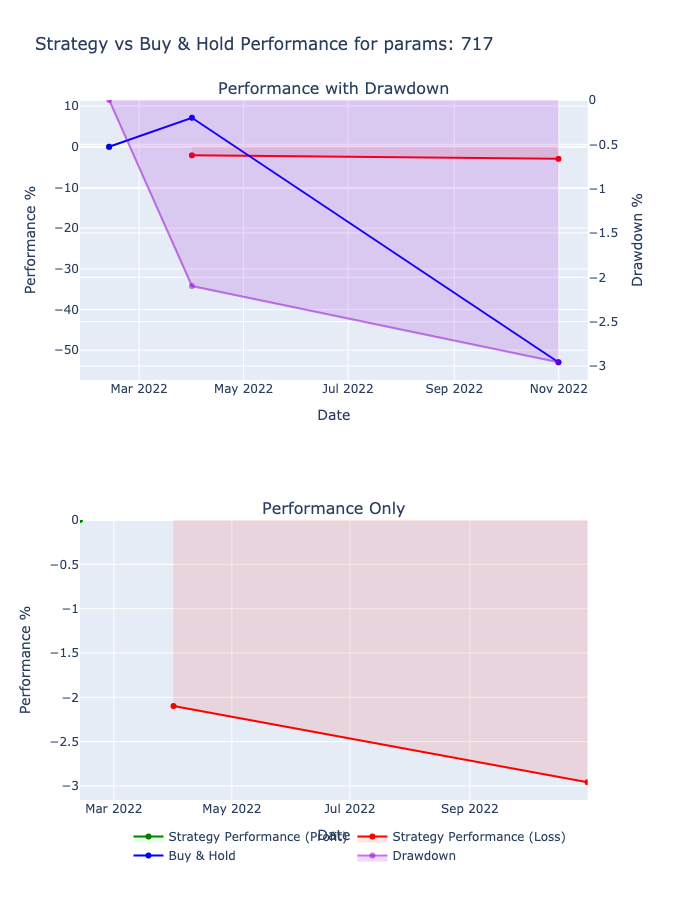 Strategy vs Buy & Hold Performance for params: 717
Performance with Drawdown
10
0
−10
−20
−30
−40
−50
Performance %
0
−0.5
−1
−1.5
−2
−2.5
−3
Drawdown %
Mar 2022 May 2022 Jul 2022 Sep 2022 Nov 2022
Date
Performance Only
0
−0.5
−1
−1.5
−2
−2.5
−3
Performance %
Mar 2022 May 2022 Jul 2022 Sep 2022
Date
Strategy Performance (Profit) Strategy Performance (Loss)
Buy & Hold Drawdown